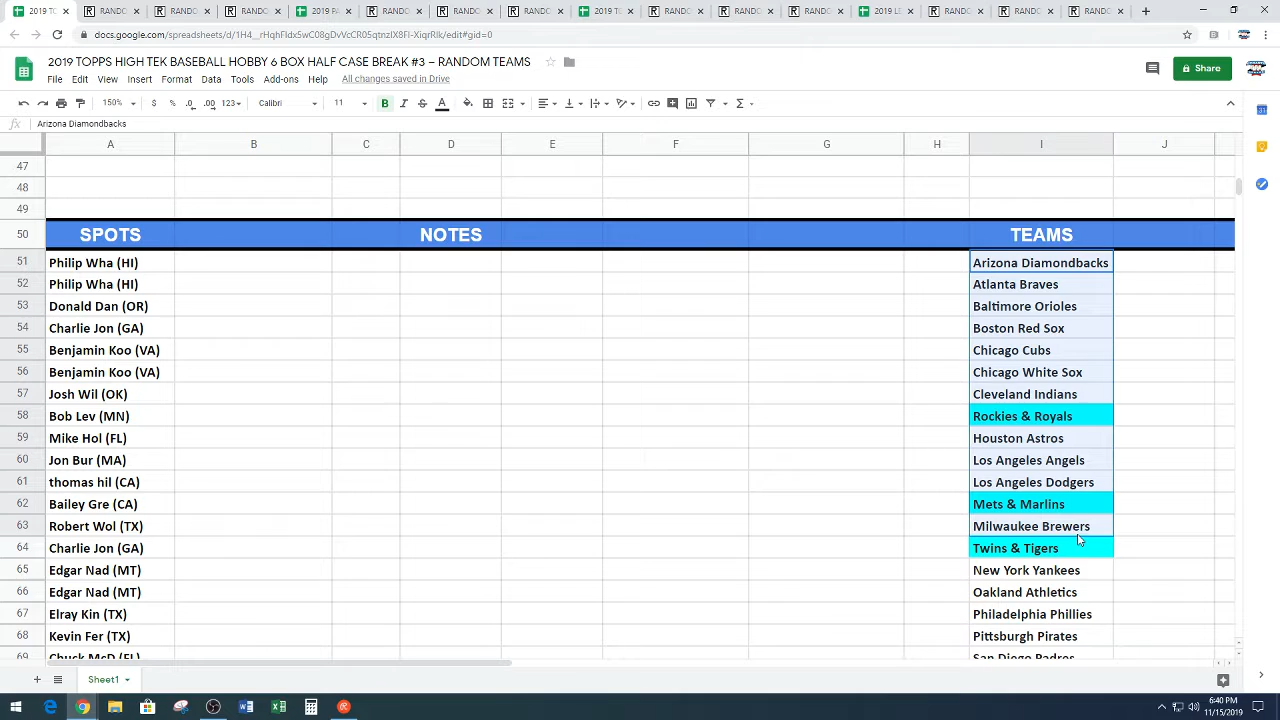 2019 TO
RANDO
RANDO
RANDO
2019 PA
RANDO
RANDO
RANDO
2019 TO
RANDO
RANDO
RANDO
2019 LE
RANDO
RANDO
RANDO
2019 TOPPS HIGH TEK BASEBALL HOBBY 6 BOX HALF CASE BREAK #3 – RANDOM TEAMS
File Edit View Insert Format Data Tools Add-ons Help All changes saved in Drive
Share
150% $ % .0 .00 123 Calibri 11 B I S A
fx Arizona Diamondbacks
A B C D E F G H I J
47
48
49
50 SPOTS NOTES TEAMS
51 Philip Wha (HI) Arizona Diamondbacks
52 Philip Wha (HI) Atlanta Braves
53 Donald Dan (OR) Baltimore Orioles
54 Charlie Jon (GA) Boston Red Sox
55 Benjamin Koo (VA) Chicago Cubs
56 Benjamin Koo (VA) Chicago White Sox
57 Josh Wil (OK) Cleveland Indians
58 Bob Lev (MN) Rockies & Royals
59 Mike Hol (FL) Houston Astros
60 Jon Bur (MA) Los Angeles Angels
61 thomas hil (CA) Los Angeles Dodgers
62 Bailey Gre (CA) Mets & Marlins
63 Robert Wol (TX) Milwaukee Brewers
64 Charlie Jon (GA) Twins & Tigers
65 Edgar Nad (MT) New York Yankees
66 Edgar Nad (MT) Oakland Athletics
67 Elray Kin (TX) Philadelphia Phillies
68 Kevin Fer (TX) Pittsburgh Pirates
69 Chuck McD (FL) San Diego Padres
Sheet1
6:40 PM
11/15/2019